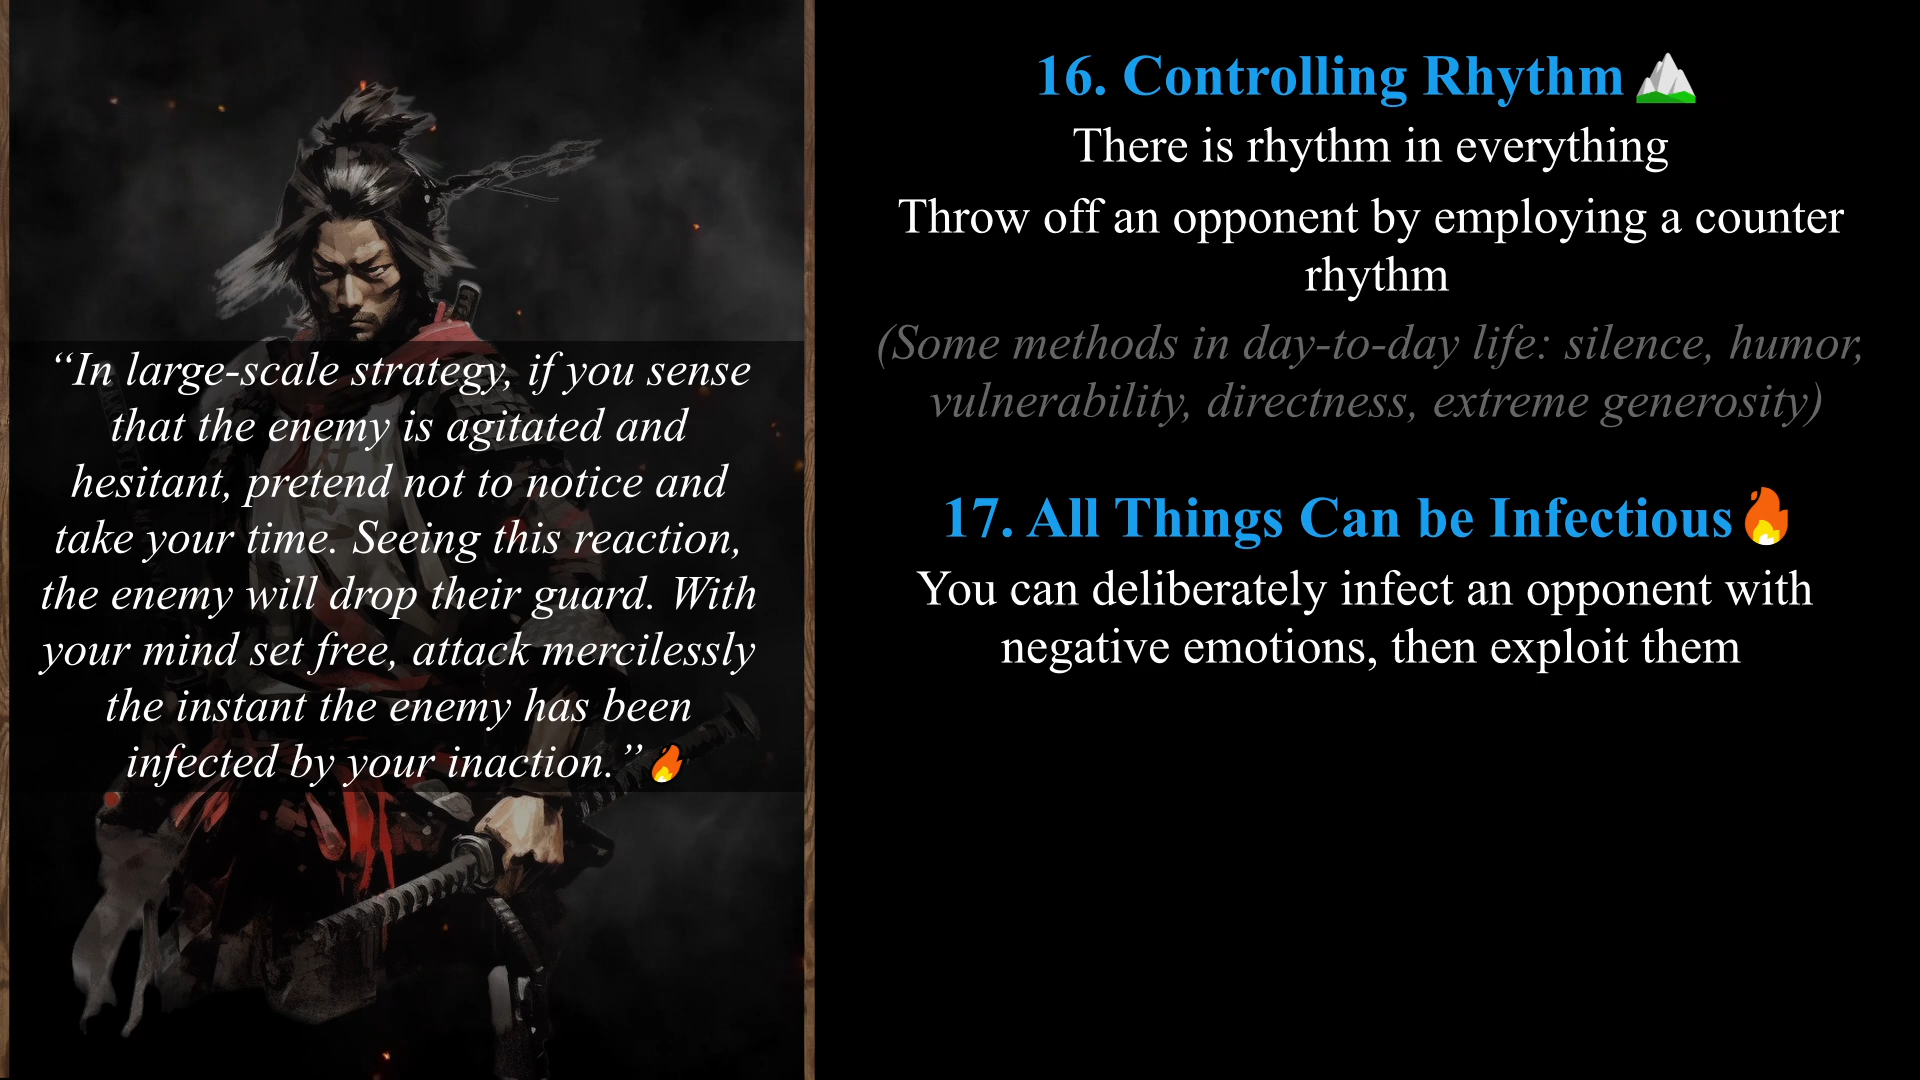 “In large-scale strategy, if you sense
that the enemy is agitated and
hesitant, pretend not to notice and
take your time. Seeing this reaction,
the enemy will drop their guard. With
your mind set free, attack mercilessly
the instant the enemy has been
infected by your inaction.”🔥
16. Controlling Rhythm🏔️
There is rhythm in everything
Throw off an opponent by employing a counter
rhythm
(Some methods in day-to-day life: silence, humor,
vulnerability, directness, extreme generosity)
17. All Things Can be Infectious🔥
You can deliberately infect an opponent with
negative emotions, then exploit them